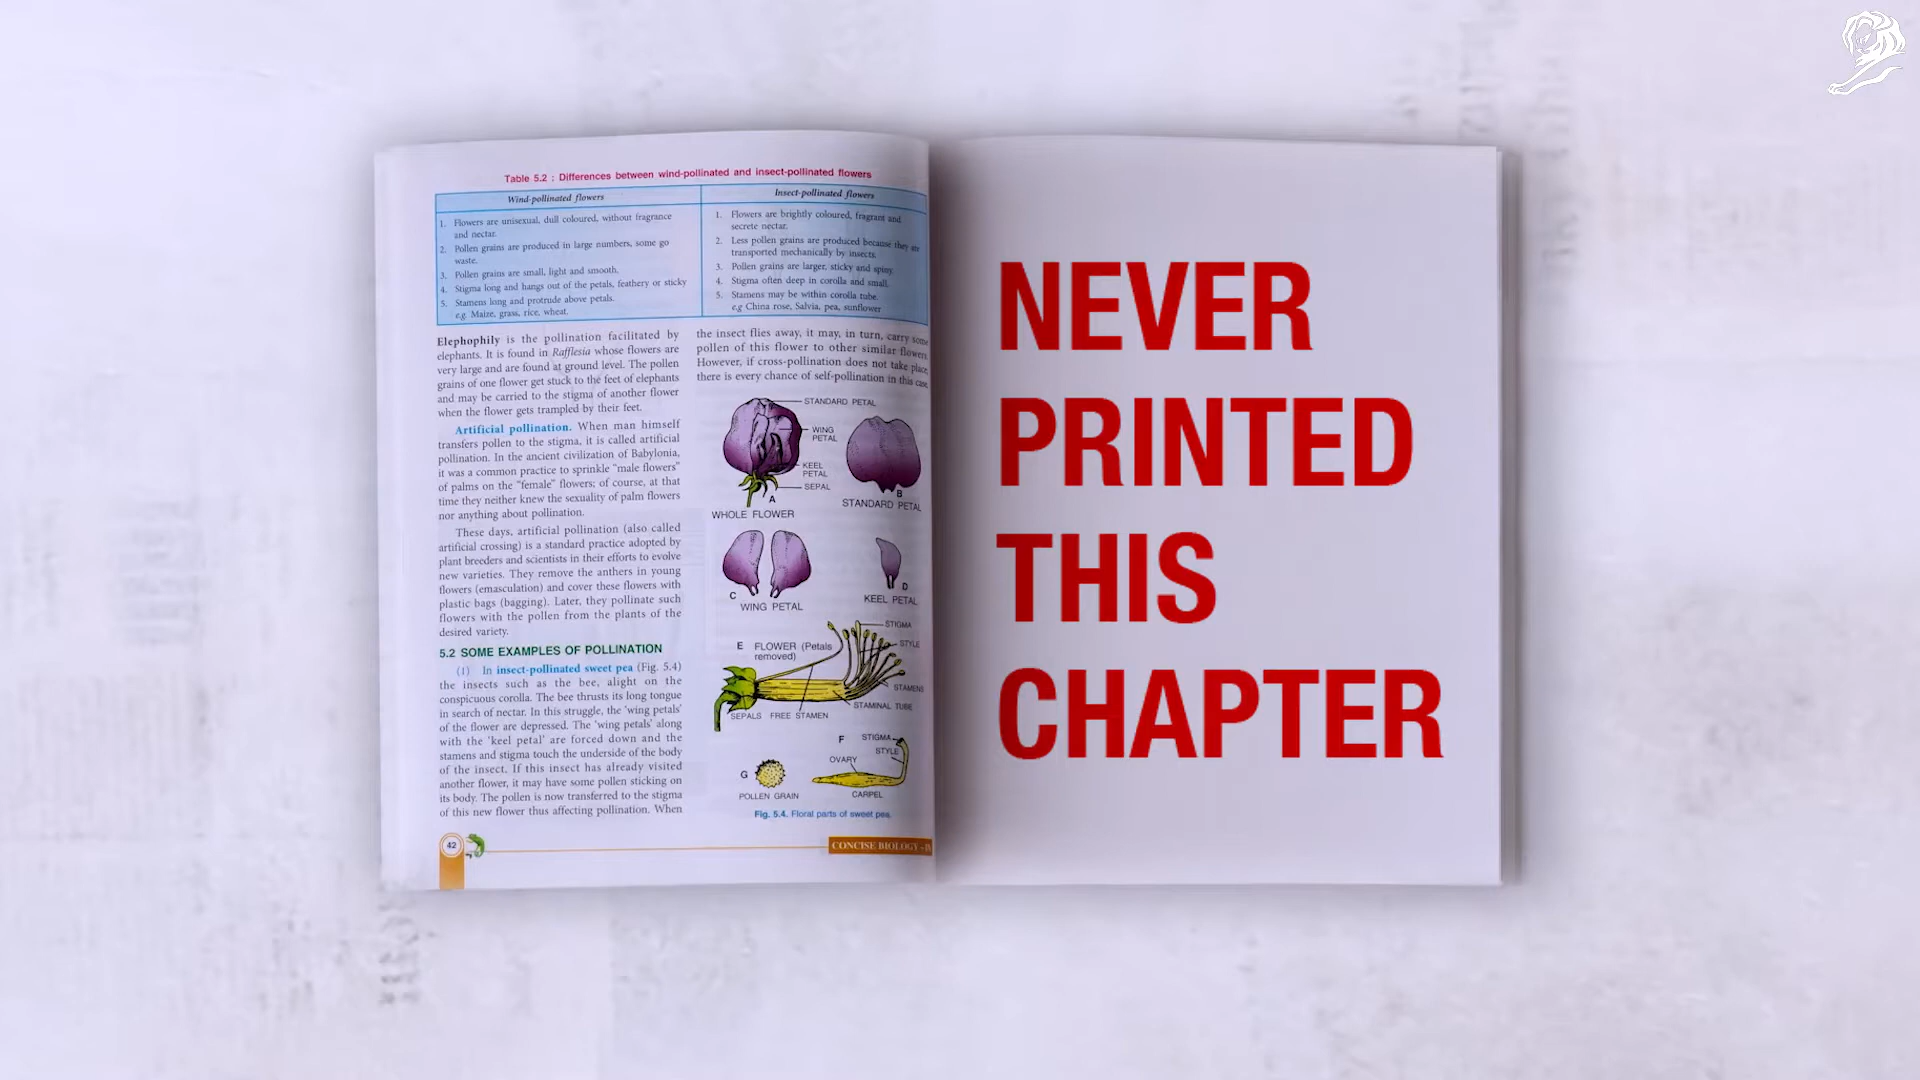 Table 5.2 : Differences between wind-pollinated and insect-pollinated flowers
Wind-pollinated flowers
1. Flowers are unisexual, dull coloured, without fragrance
and nectar.
2. Pollen grains are produced in large numbers, some go
waste.
3. Pollen grains are small, light and smooth.
4. Stigma long and hangs out of the petals, feathery or sticky
5. Stamens long and protrude above petals.
e.g. Maize, grass, rice, wheat.
Insect-pollinated flowers
1. Flowers are brightly coloured, fragrant and
secrete nectar.
2. Less pollen grains are produced because they are
transported mechanically by insects.
3. Pollen grains are larger, sticky and spiny.
4. Stigma often deep in corolla and small.
5. Stamens may be within corolla tube.
e.g China rose, Salvia, pea, sunflower
Elephophily is the pollination facilitated by
elephants. It is found in Rafflesia whose flowers are
very large and are found at ground level. The pollen
grains of one flower get stuck to the feet of elephants
and may be carried to the stigma of another flower
when the flower gets trampled by their feet.
Artificial pollination. When man himself
transfers pollen to the stigma, it is called artificial
pollination. In the ancient civilization of Babylonia,
it was a common practice to sprinkle "male flowers"
of palms on the "female" flowers; of course, at that
time they neither knew the sexuality of palm flowers
nor anything about pollination.
These days, artificial pollination (also called
artificial crossing) is a standard practice adopted by
plant breeders and scientists in their efforts to evolve
new varieties. They remove the anthers in young
flowers (emasculation) and cover these flowers with
plastic bags (bagging). Later, they pollinate such
flowers with the pollen from the plants of the
desired variety.
5.2 SOME EXAMPLES OF POLLINATION
(1) In insect-pollinated sweet pea (Fig. 5.4)
the insects such as the bee, alight on the
conspicuous corolla. The bee thrusts its long tongue
in search of nectar. In this struggle, the 'wing petals'
of the flower are depressed. The 'wing petals' along
with the 'keel petal' are forced down and the
stamens and stigma touch the underside of the body
of the insect. If this insect has already visited
another flower, it may have some pollen sticking on
its body. The pollen is now transferred to the stigma
of this new flower thus affecting pollination. When
the insect flies away, it may, in turn, carry some
pollen of this flower to other similar flowers.
However, if cross-pollination does not take place,
there is every chance of self-pollination in this case.
STANDARD PETAL
WING
PETAL
KEEL
PETAL
SEPAL
A
WHOLE FLOWER
B
STANDARD PETAL
C
WING PETAL
D
KEEL PETAL
E FLOWER (Petals
removed)
STIGMA
STYLE
STAMENS
STAMINAL TUBE
SEPALS FREE STAMEN
F STIGMA
STYLE
OVARY
CARPEL
G
POLLEN GRAIN
Fig. 5.4. Floral parts of sweet pea.
42
CONCISE BIOLOGY - IX
NEVER
PRINTED
THIS
CHAPTER